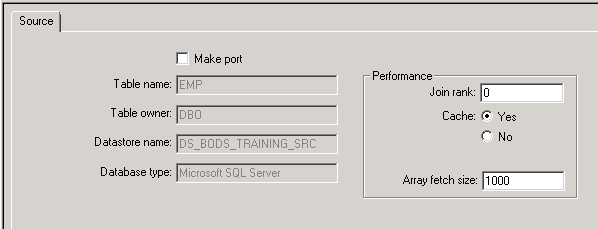 Source
Make port
Table name: EMP
Table owner: DBO
Datastore name: DS_BODS_TRAINING_SRC
Database type: Microsoft SQL Server
Performance
Join rank: 0
Cache: Yes
No
Array fetch size: 1000